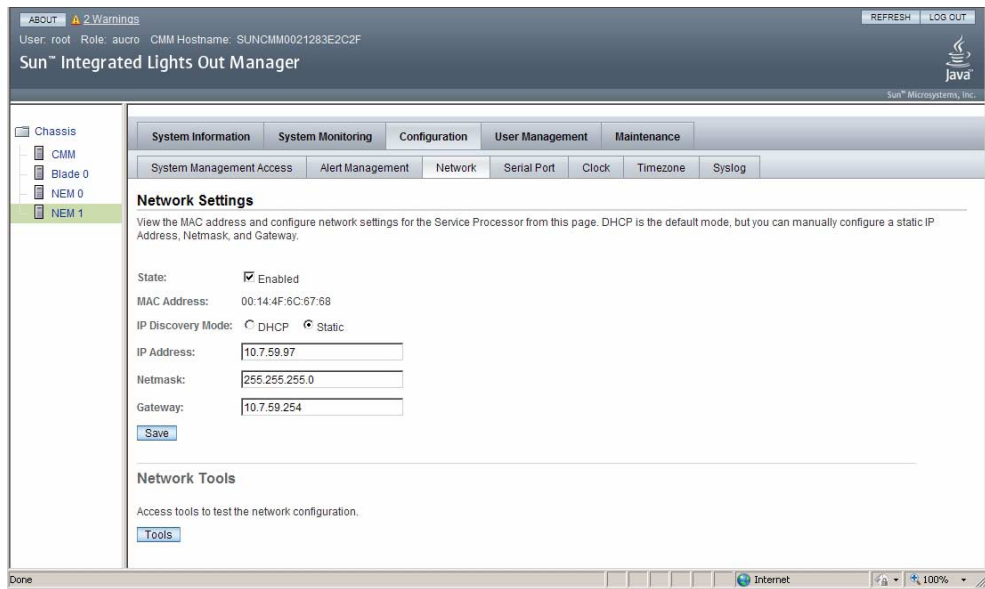 ABOUT 2 Warnings REFRESH LOG OUT
User: root Role: aucro CMM Hostname: SUNCMM0021283E2C2F
Sun™ Integrated Lights Out Manager
Java™
Sun™ Microsystems, Inc.
Chassis
CMM
Blade 0
NEM 0
NEM 1
System Information System Monitoring Configuration User Management Maintenance
System Management Access Alert Management Network Serial Port Clock Timezone Syslog
Network Settings
View the MAC address and configure network settings for the Service Processor from this page. DHCP is the default mode, but you can manually configure a static IP
Address, Netmask, and Gateway.
State: Enabled
MAC Address: 00:14:4F:6C:67:68
IP Discovery Mode: DHCP Static
IP Address: 10.7.59.97
Netmask: 255.255.255.0
Gateway: 10.7.59.254
Save
Network Tools
Access tools to test the network configuration.
Tools
Done Internet 100%